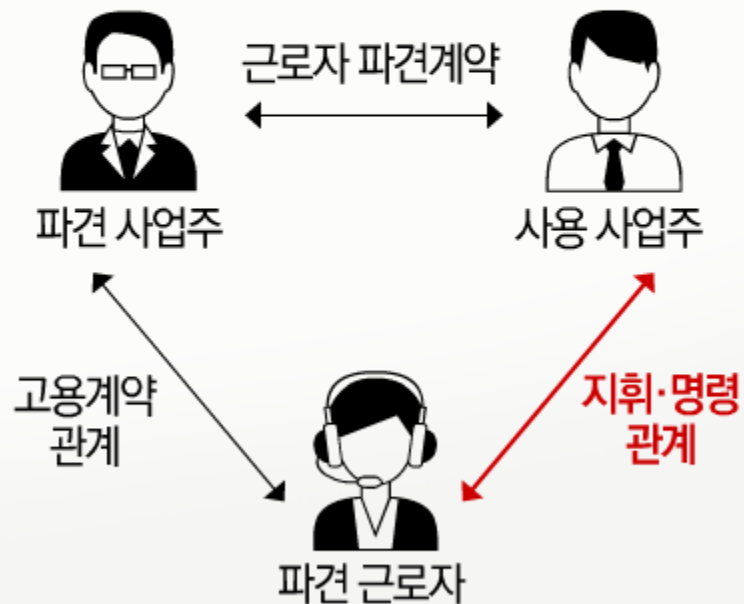 근로자 파견계약
파견 사업주
사용 사업주
고용계약
관계
지휘·명령
관계
파견 근로자